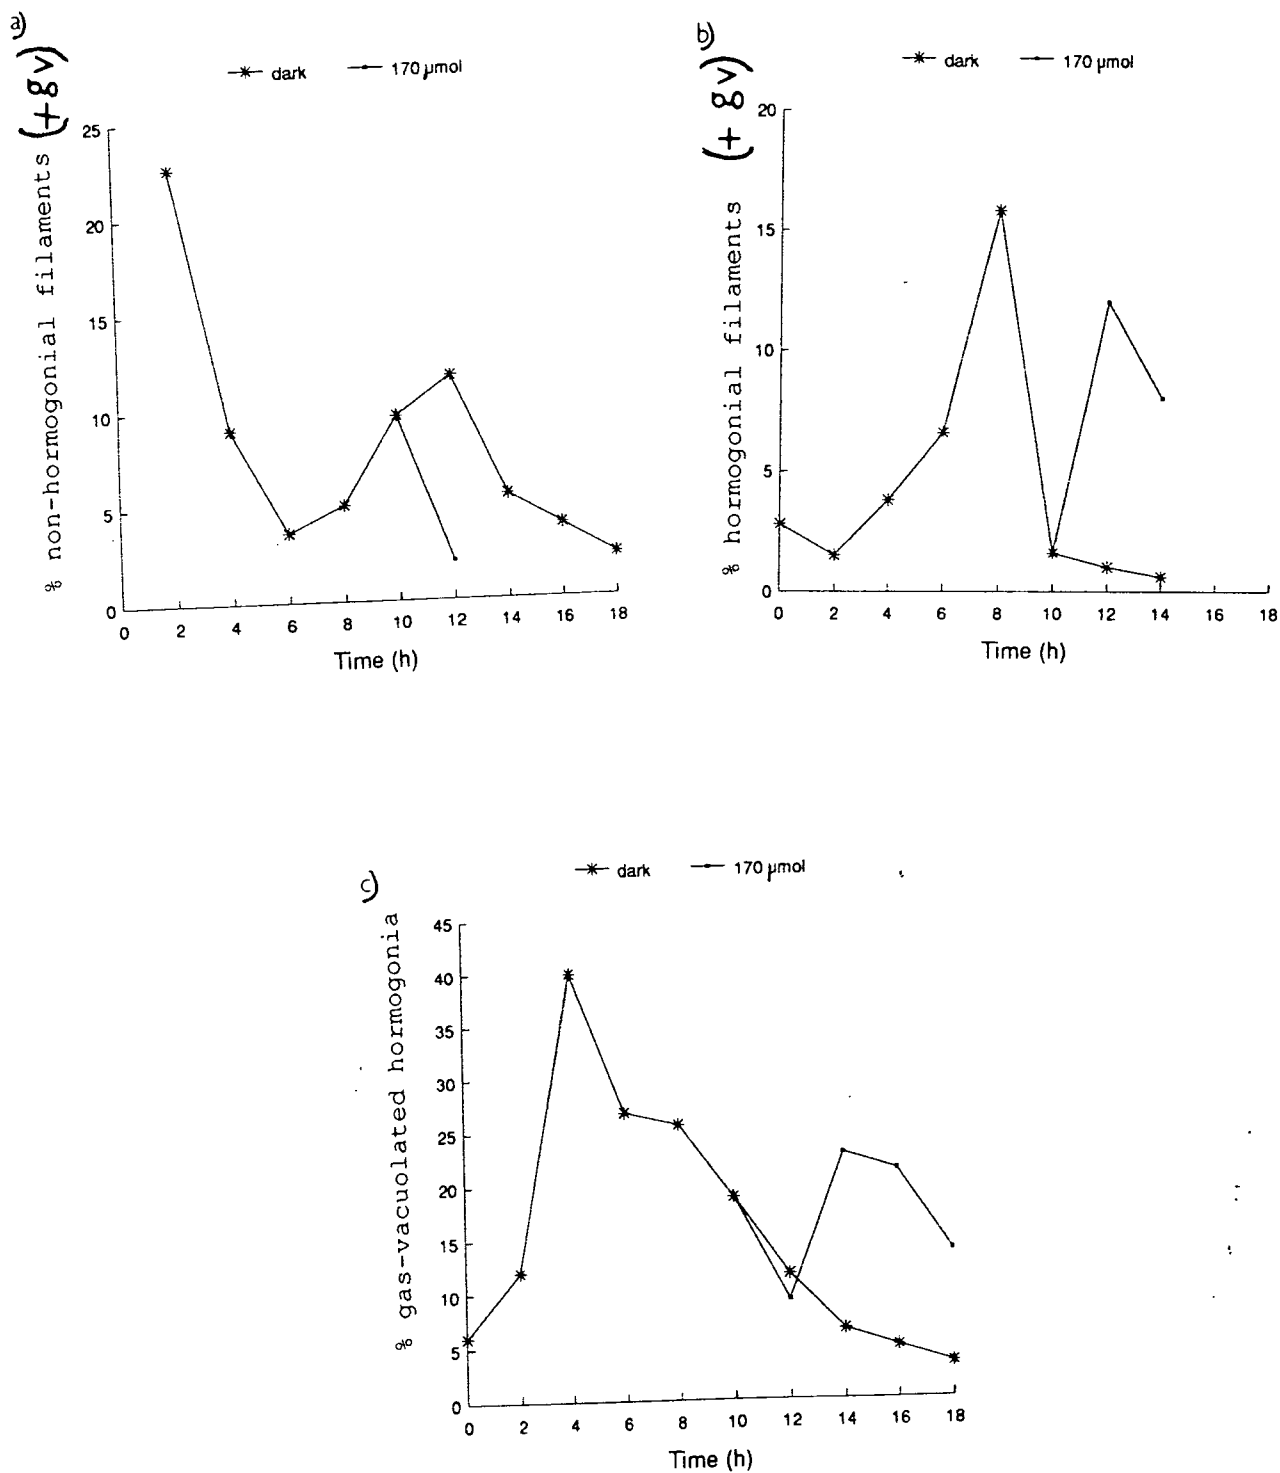 a)
dark 170 µmol
% non-hormogonial filaments (+gv)
25
20
15
10
5
0
0 2 4 6 8 10 12 14 16 18
Time (h)
b)
dark 170 µmol
% hormogonial filaments (+ gv)
20
15
10
5
0
0 2 4 6 8 10 12 14 16 18
Time (h)
c)
dark 170 µmol
% gas-vacuolated hormogonia
45
40
35
30
25
20
15
10
5
0
0 2 4 6 8 10 12 14 16 18
Time (h)